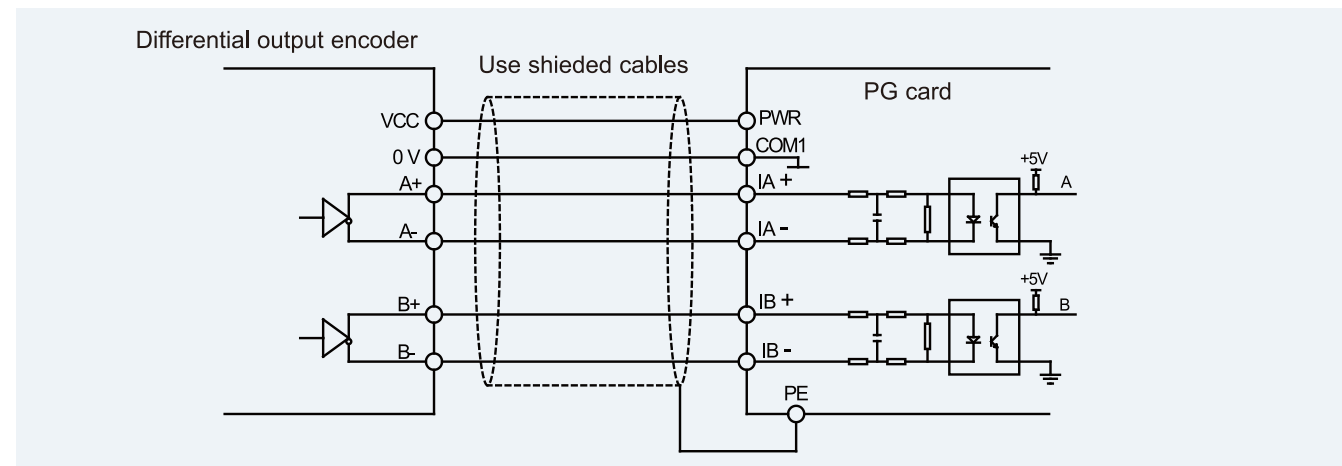 Differential output encoder
Use shieded cables
PG card
VCC
PWR
0 V
COM1
A+
IA +
+5V
A
A-
IA -
B+
IB +
+5V
B
B-
IB -
PE